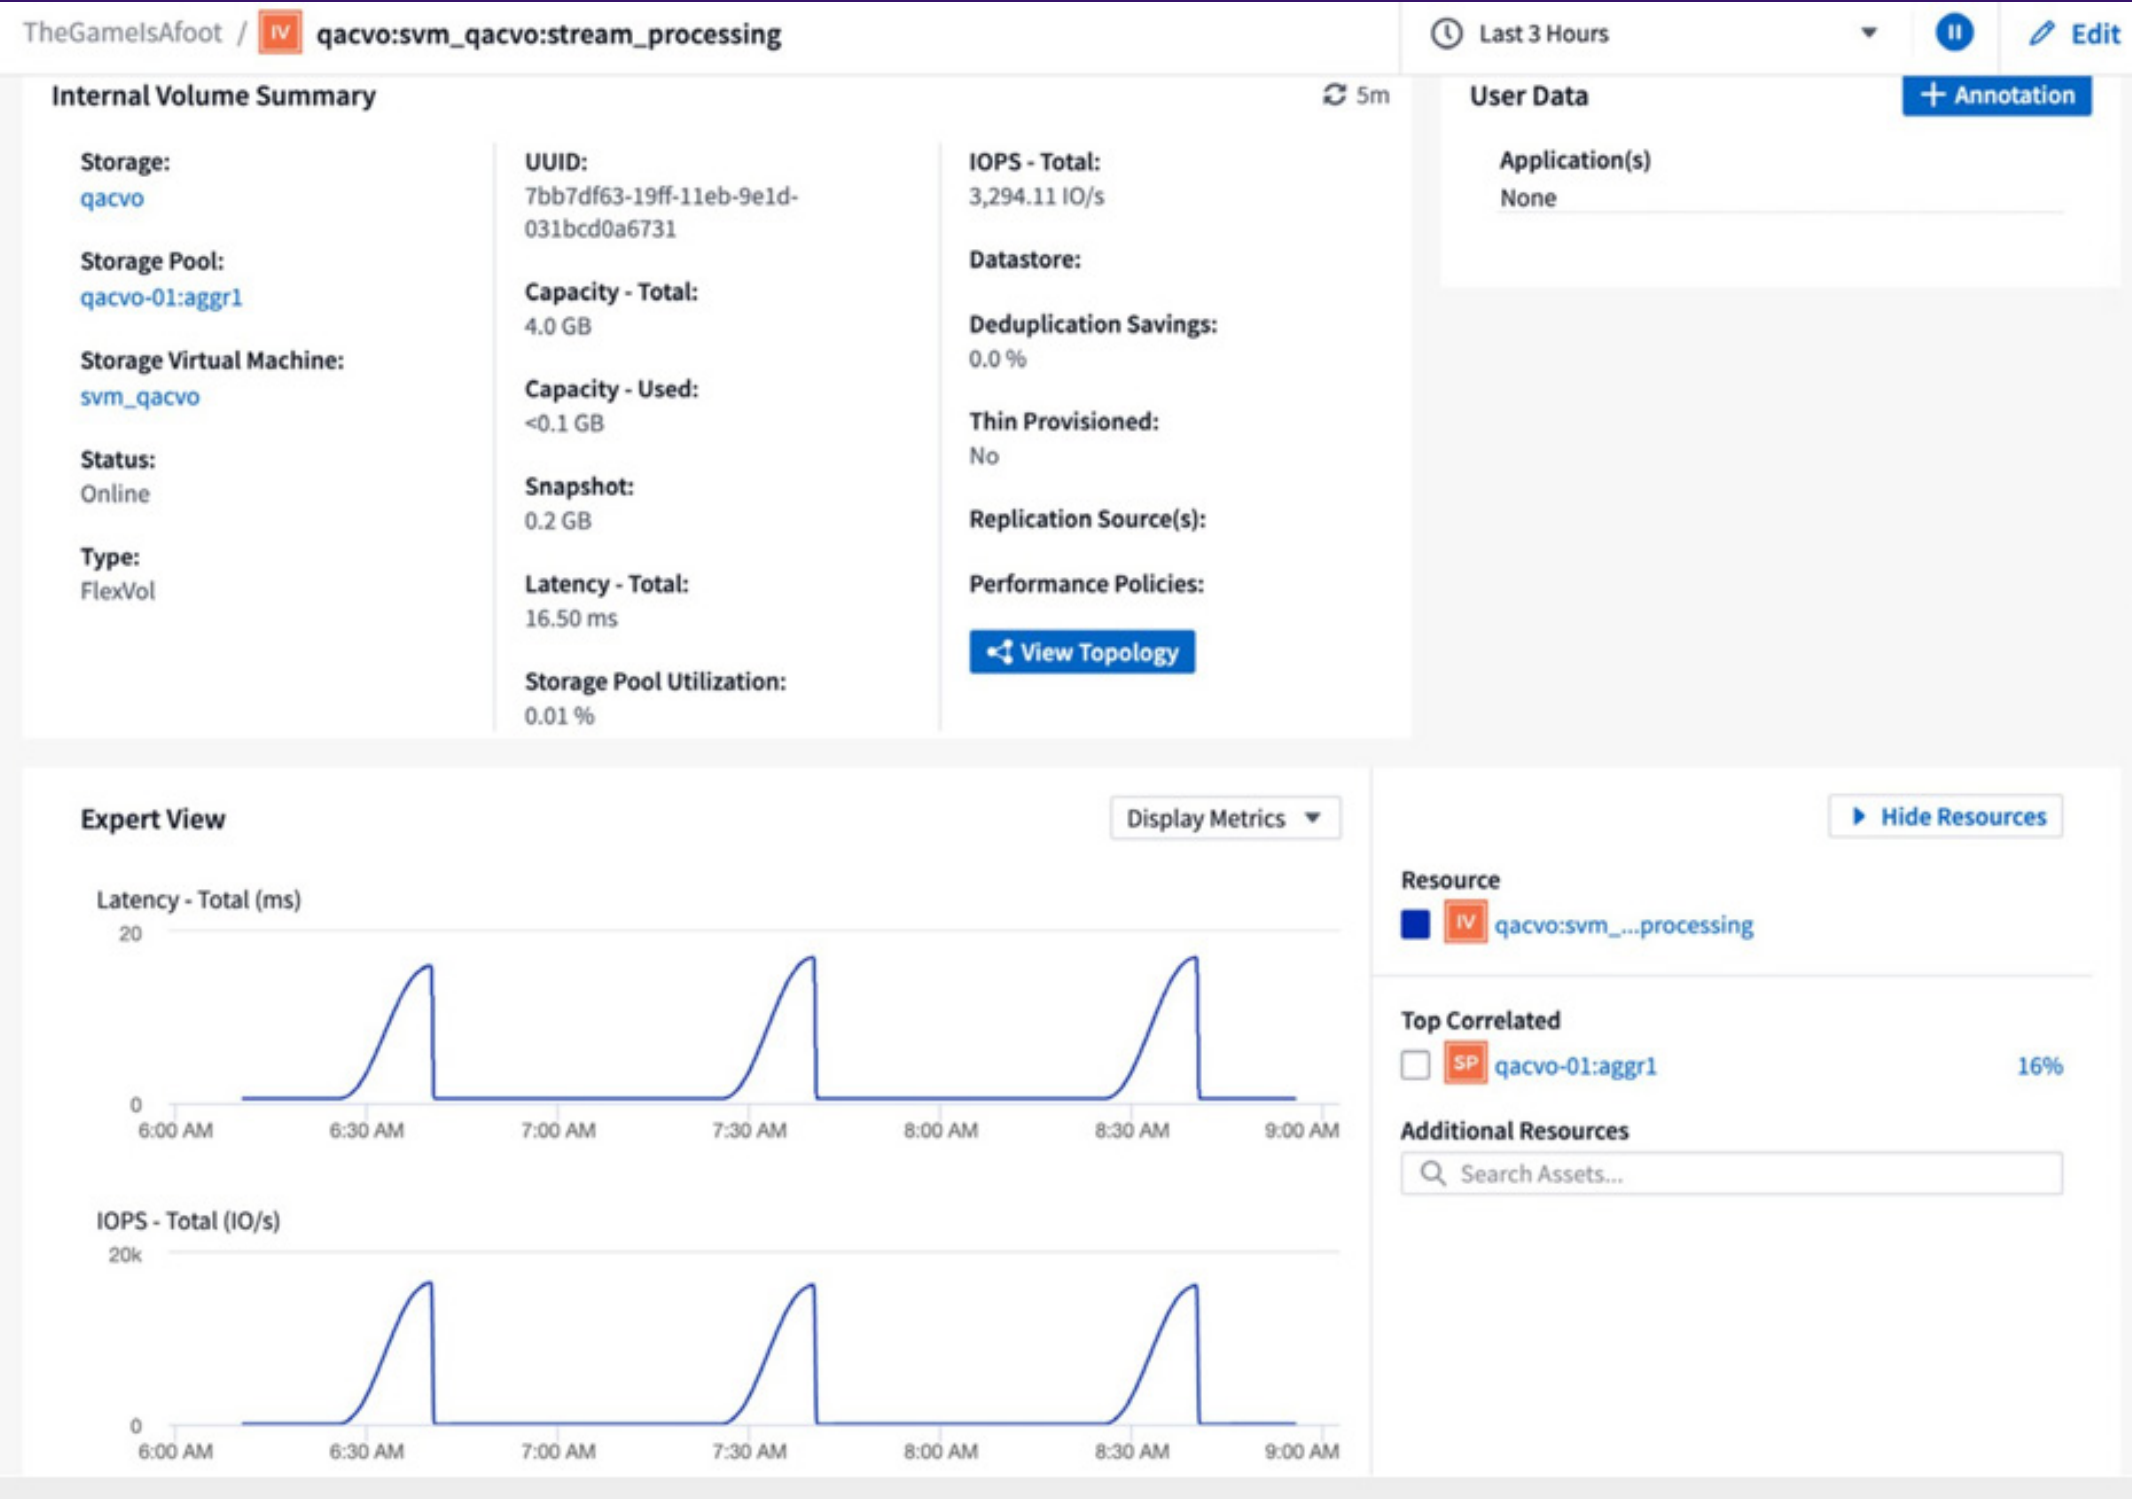 TheGameIsAfoot / IV qacvo:svm_qacvo:stream_processing
Last 3 Hours
Edit
Internal Volume Summary
5m
Storage:
qacvo
Storage Pool:
qacvo-01:aggr1
Storage Virtual Machine:
svm_qacvo
Status:
Online
Type:
FlexVol
UUID:
7bb7df63-19ff-11eb-9e1d-
031bcd0a6731
Capacity - Total:
4.0 GB
Capacity - Used:
<0.1 GB
Snapshot:
0.2 GB
Latency - Total:
16.50 ms
Storage Pool Utilization:
0.01 %
IOPS - Total:
3,294.11 IO/s
Datastore:
Deduplication Savings:
0.0 %
Thin Provisioned:
No
Replication Source(s):
Performance Policies:
View Topology
User Data
+ Annotation
Application(s)
None
Expert View
Display Metrics
Latency - Total (ms)
20
0
6:00 AM 6:30 AM 7:00 AM 7:30 AM 8:00 AM 8:30 AM 9:00 AM
IOPS - Total (IO/s)
20k
0
6:00 AM 6:30 AM 7:00 AM 7:30 AM 8:00 AM 8:30 AM 9:00 AM
Hide Resources
Resource
IV qacvo:svm_...processing
Top Correlated
SP qacvo-01:aggr1 16%
Additional Resources
Search Assets...